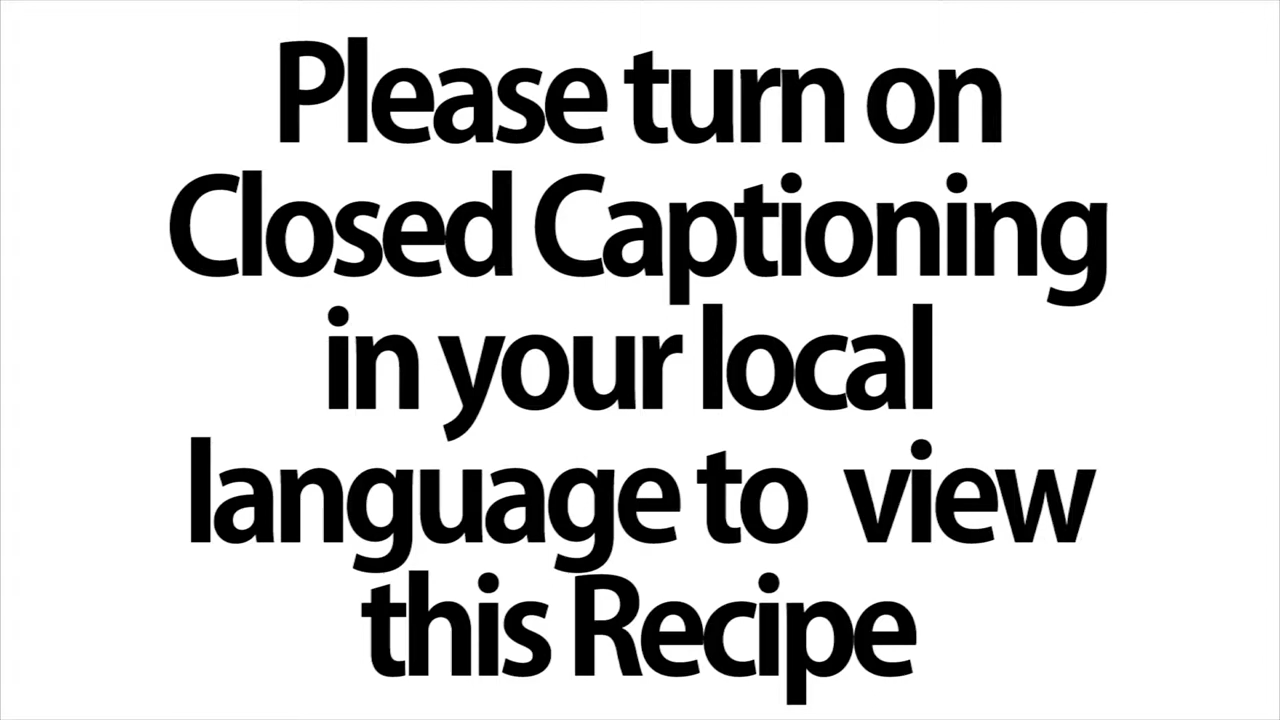 Please turn on
Closed Captioning
in your local
language to view
this Recipe